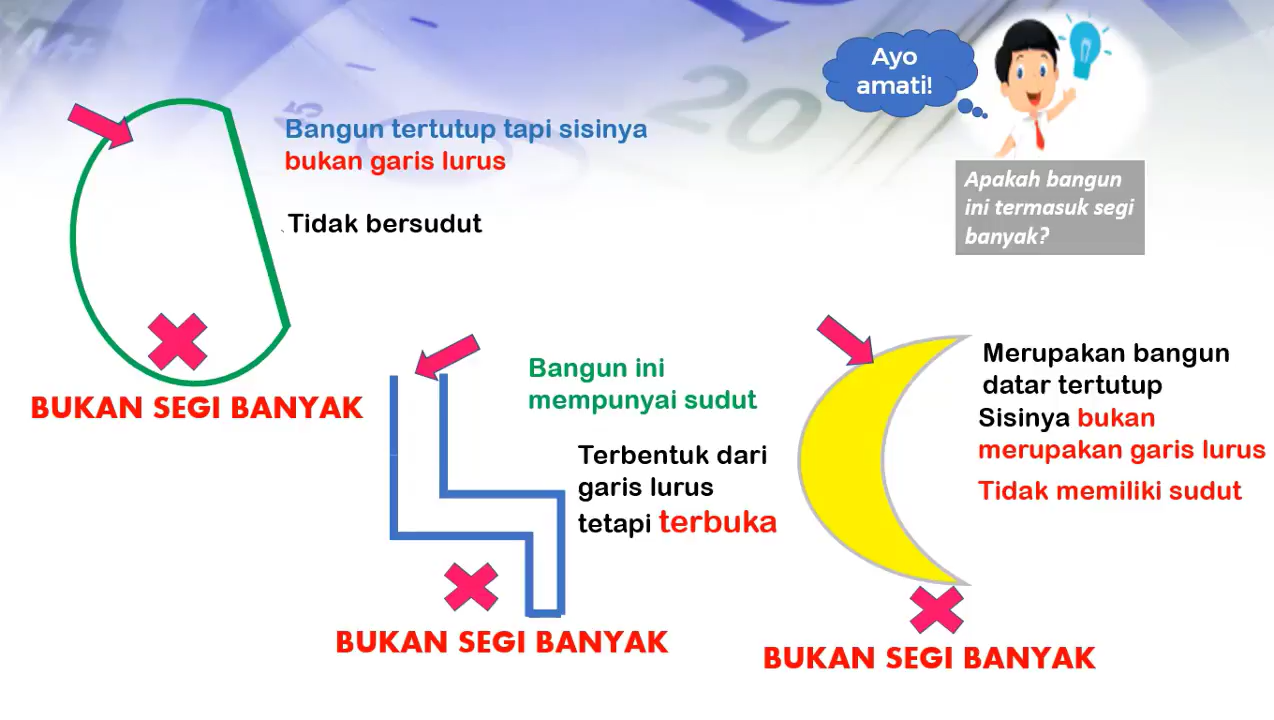 Ayo
amati!
Apakah bangun
ini termasuk segi
banyak?
Bangun tertutup tapi sisinya
bukan garis lurus
Tidak bersudut
BUKAN SEGI BANYAK
Bangun ini
mempunyai sudut
Terbentuk dari
garis lurus
tetapi terbuka
BUKAN SEGI BANYAK
Merupakan bangun
datar tertutup
Sisinya bukan
merupakan garis lurus
Tidak memiliki sudut
BUKAN SEGI BANYAK
20